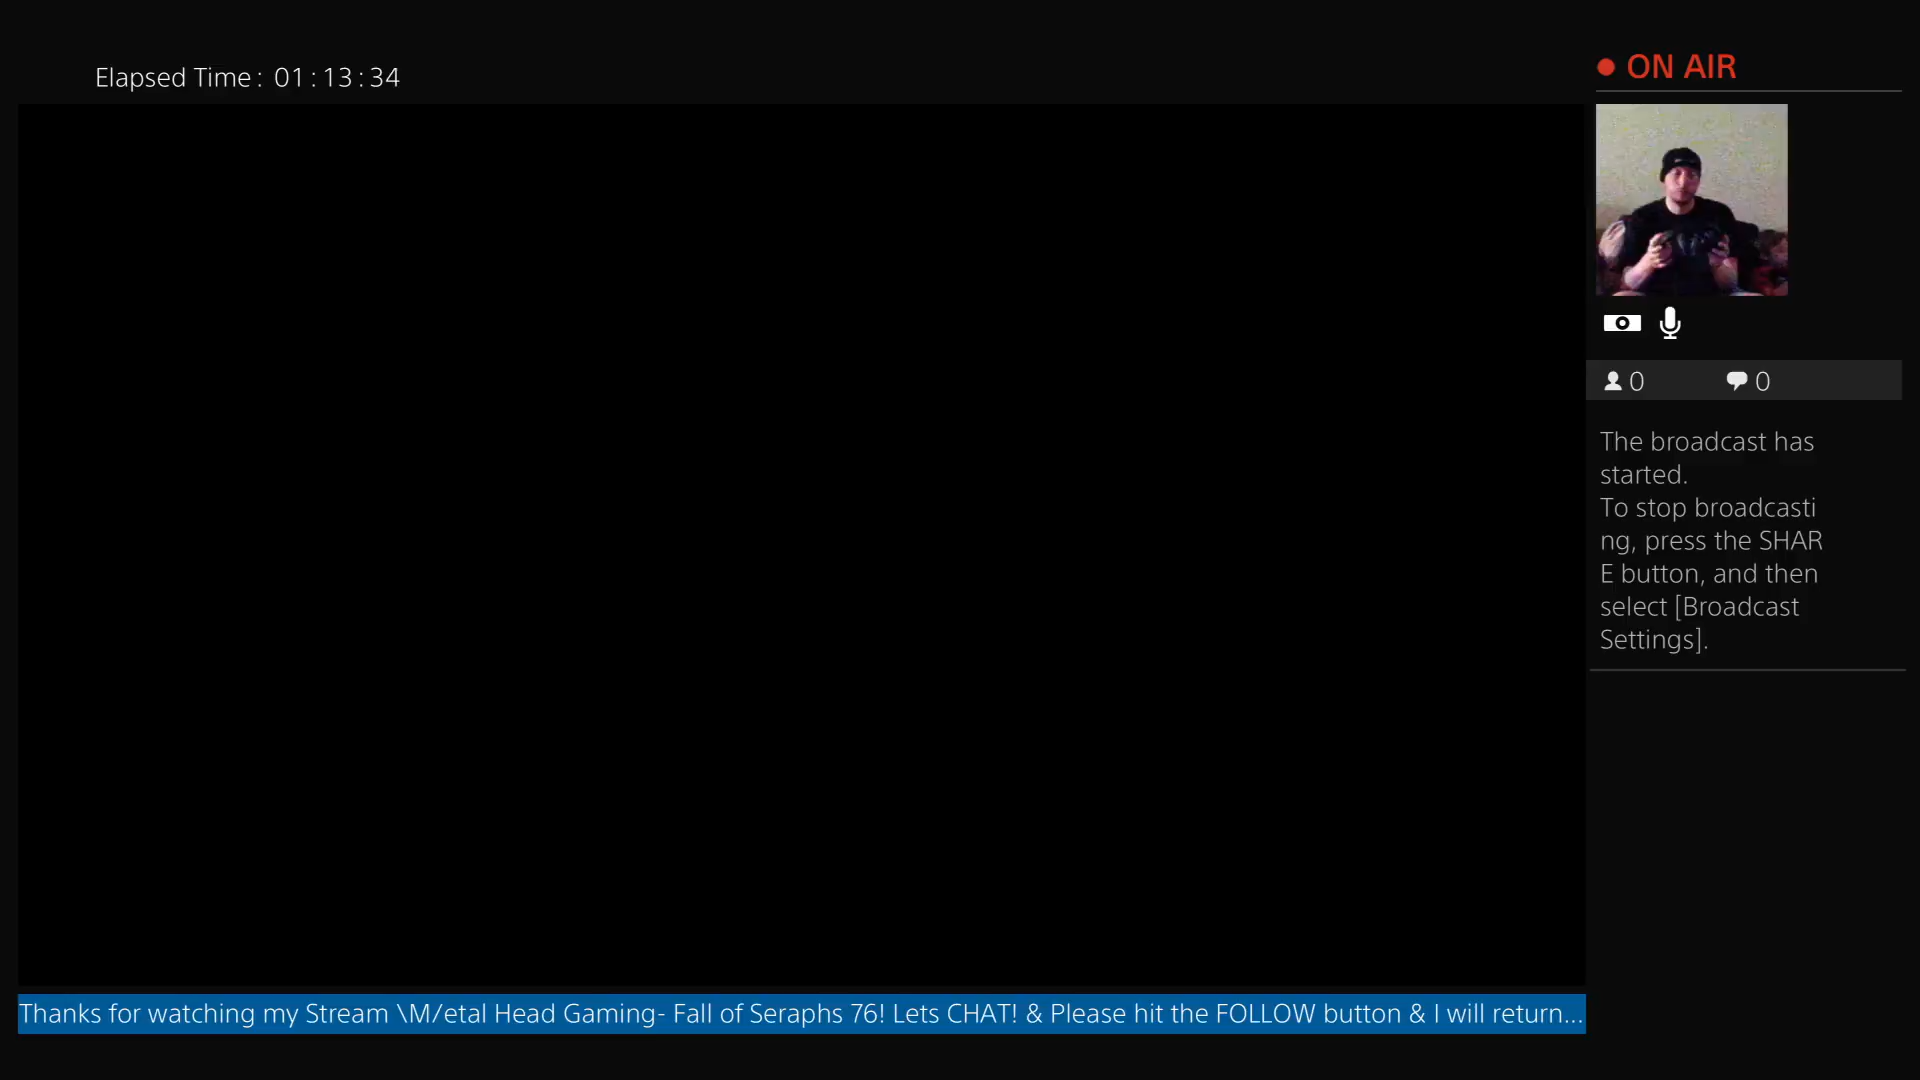 Elapsed Time: 01:13:34
ON AIR
0 0
The broadcast has
started.
To stop broadcasti
ng, press the SHAR
E button, and then
select [Broadcast
Settings].
Thanks for watching my Stream \M/etal Head Gaming- Fall of Seraphs 76! Lets CHAT! & Please hit the FOLLOW button & I will return...